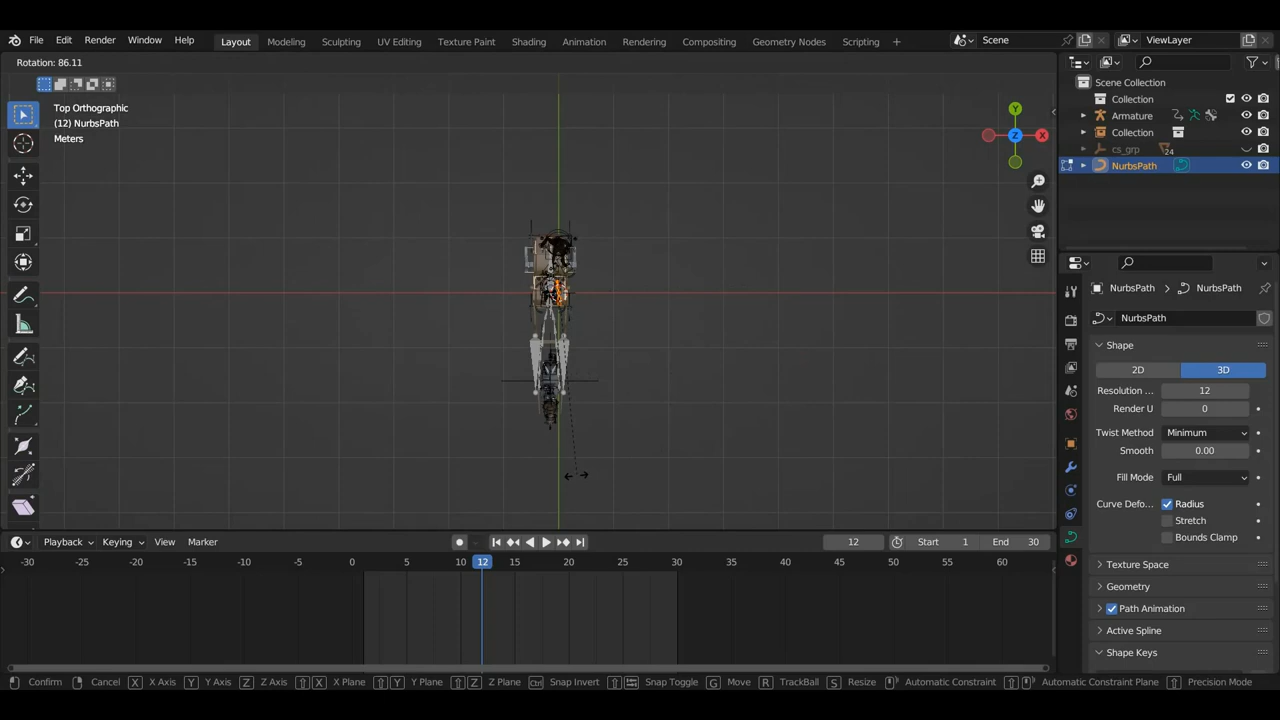 File Edit Render Window Help Layout Modeling Sculpting UV Editing Texture Paint Shading Animation Rendering Compositing Geometry Nodes Scripting + Scene ViewLayer
Rotation: 86.11
Top Orthographic
(12) NurbsPath
Meters
Y
Z
X
Scene Collection
Collection
Armature
Collection
cs_grp 24
NurbsPath
NurbsPath NurbsPath
NurbsPath
Shape
2D 3D
Resolution ... 12
Render U 0
Twist Method Minimum
Smooth 0.00
Fill Mode Full
Curve Defo... Radius
Stretch
Bounds Clamp
Texture Space
Geometry
Path Animation
Active Spline
Shape Keys
Playback Keying View Marker 12 Start 1 End 30
-30 -25 -20 -15 -10 -5 0 5 10 12 15 20 25 30 35 40 45 50 55 60
Confirm Cancel X X Axis Y Y Axis Z Z Axis X X Plane Y Y Plane Z Z Plane Ctrl Snap Invert Snap Toggle G Move R TrackBall S Resize Automatic Constraint Automatic Constraint Plane Precision Mode